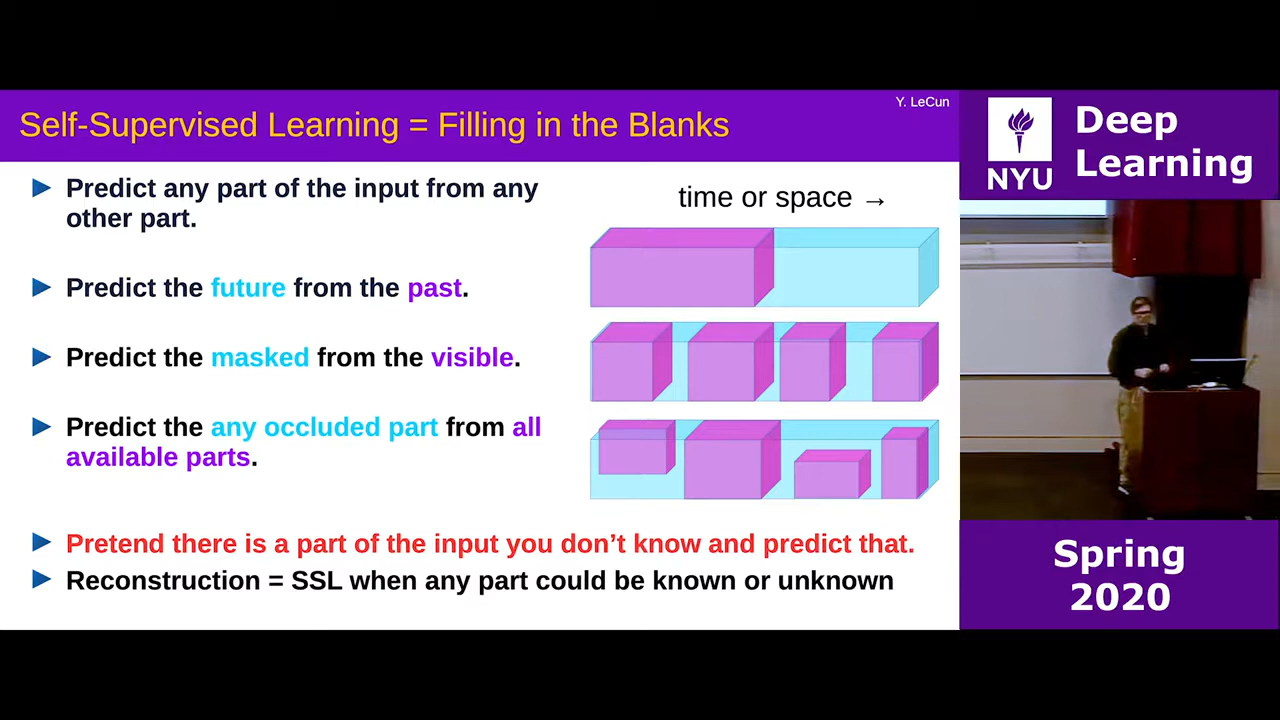 Y. LeCun
Self-Supervised Learning = Filling in the Blanks
Predict any part of the input from any
other part.
Predict the future from the past.
Predict the masked from the visible.
Predict the any occluded part from all
available parts.
Pretend there is a part of the input you don’t know and predict that.
Reconstruction = SSL when any part could be known or unknown
time or space →
NYU
Deep
Learning
Spring
2020